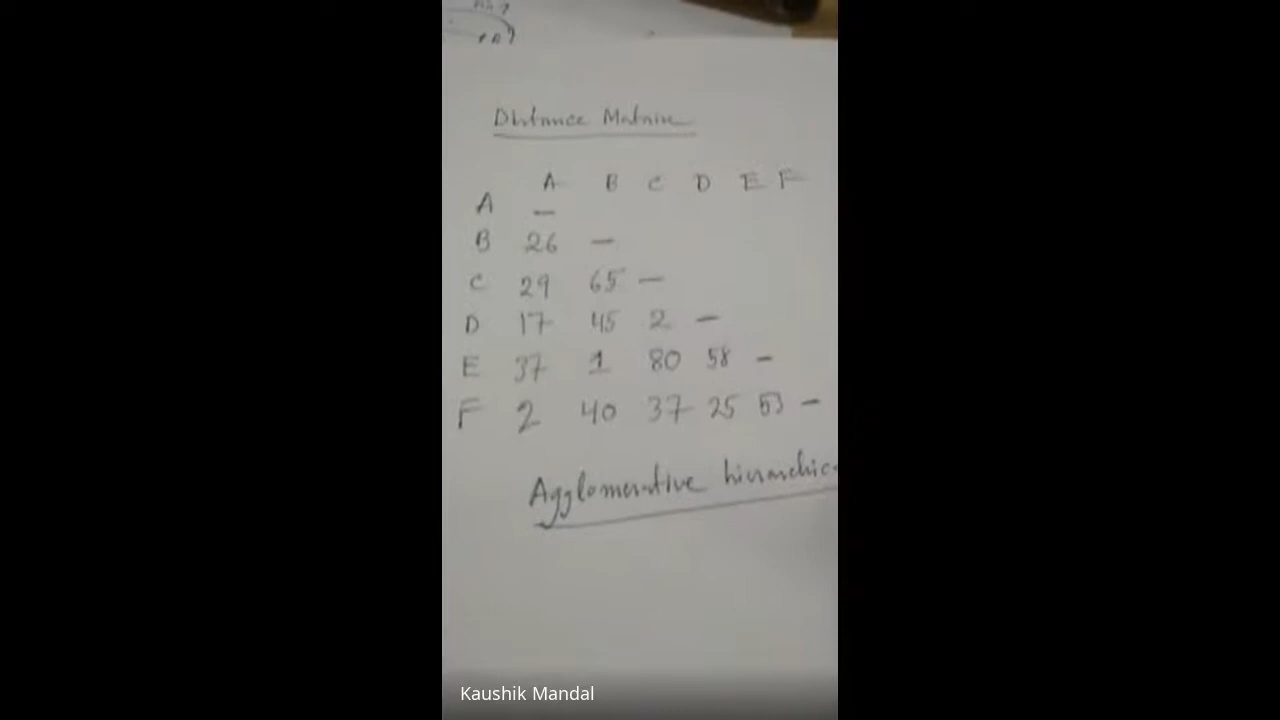 Distance Matrix
A B C D E F
A —
B 26 —
C 29 65 —
D 17 45 2 —
E 37 1 80 58 —
F 2 40 37 25 53 —
Agglomerative hierarchic
Kaushik Mandal